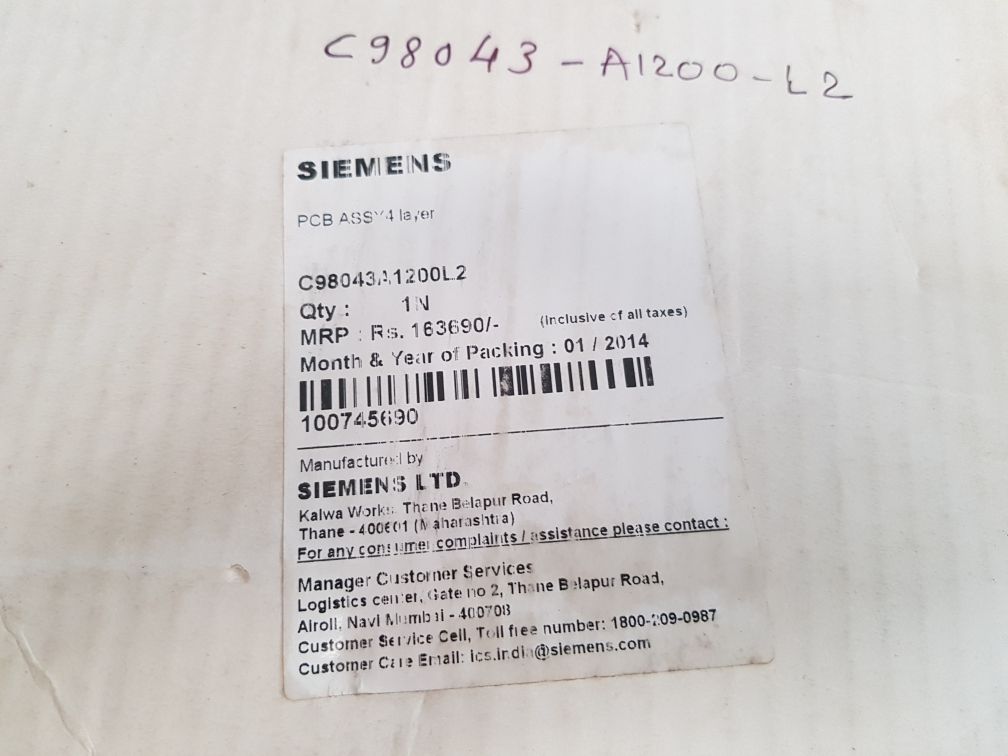 C98043-A1200-L2
SIEMENS
PCB ASSY4 layer
C98043A1200L2
Qty : 1N
MRP : Rs. 163690/- (Inclusive of all taxes)
Month & Year of Packing : 01 / 2014
100745690
Manufactured by
SIEMENS LTD.
Kalwa Works, Thane Belapur Road,
Thane - 400601 (Maharashtra)
For any consumer complaints / assistance please contact :
Manager Customer Services
Logistics center, Gate no 2, Thane Belapur Road,
Airoli, Navi Mumbai - 400708
Customer Service Cell, Toll free number: 1800-209-0987
Customer Care Email: ics.india@siemens.com